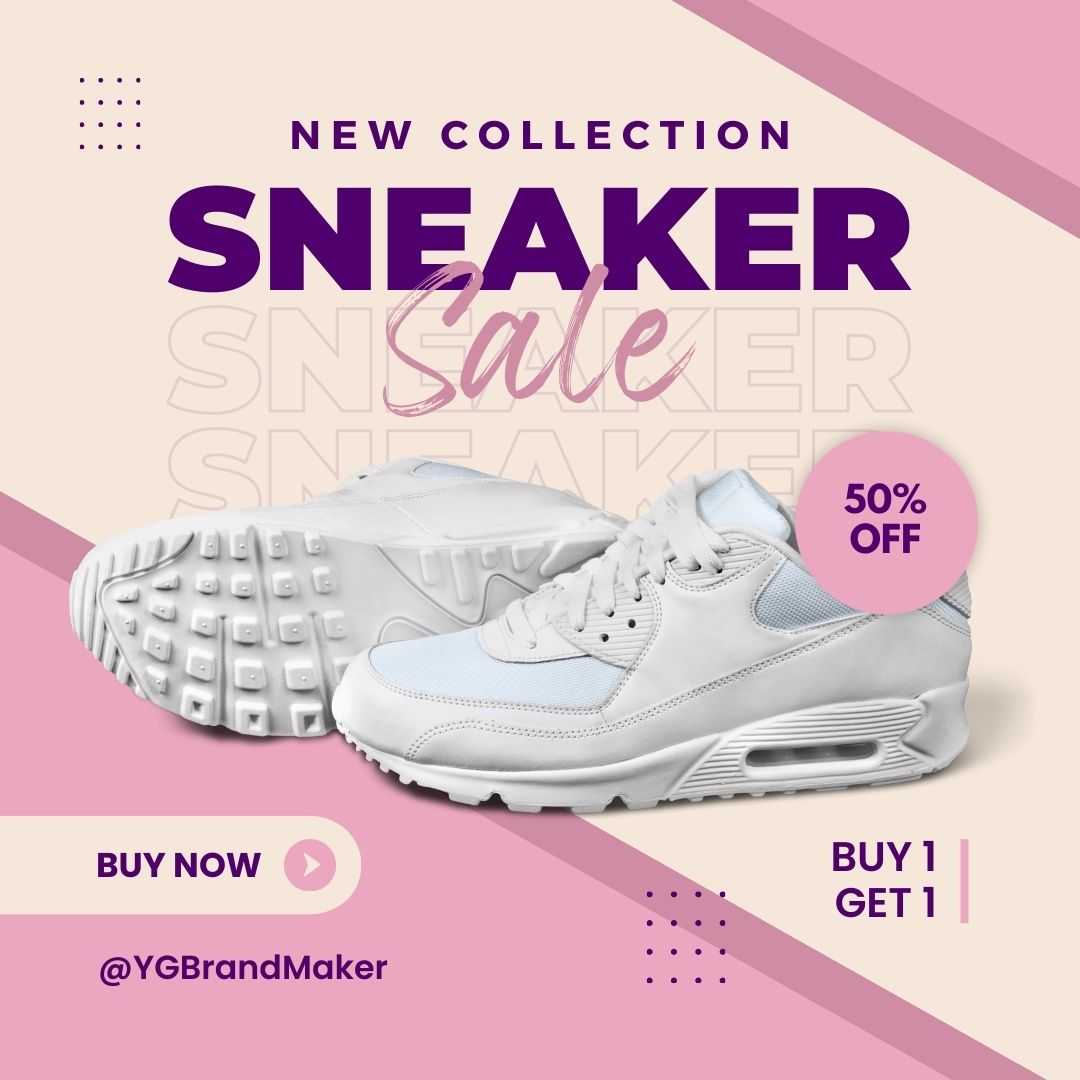 NEW COLLECTION
SNEAKER
Sale
SNEAKER
SNEAKER
50%
OFF
BUY NOW
BUY 1
GET 1
@YGBrandMaker